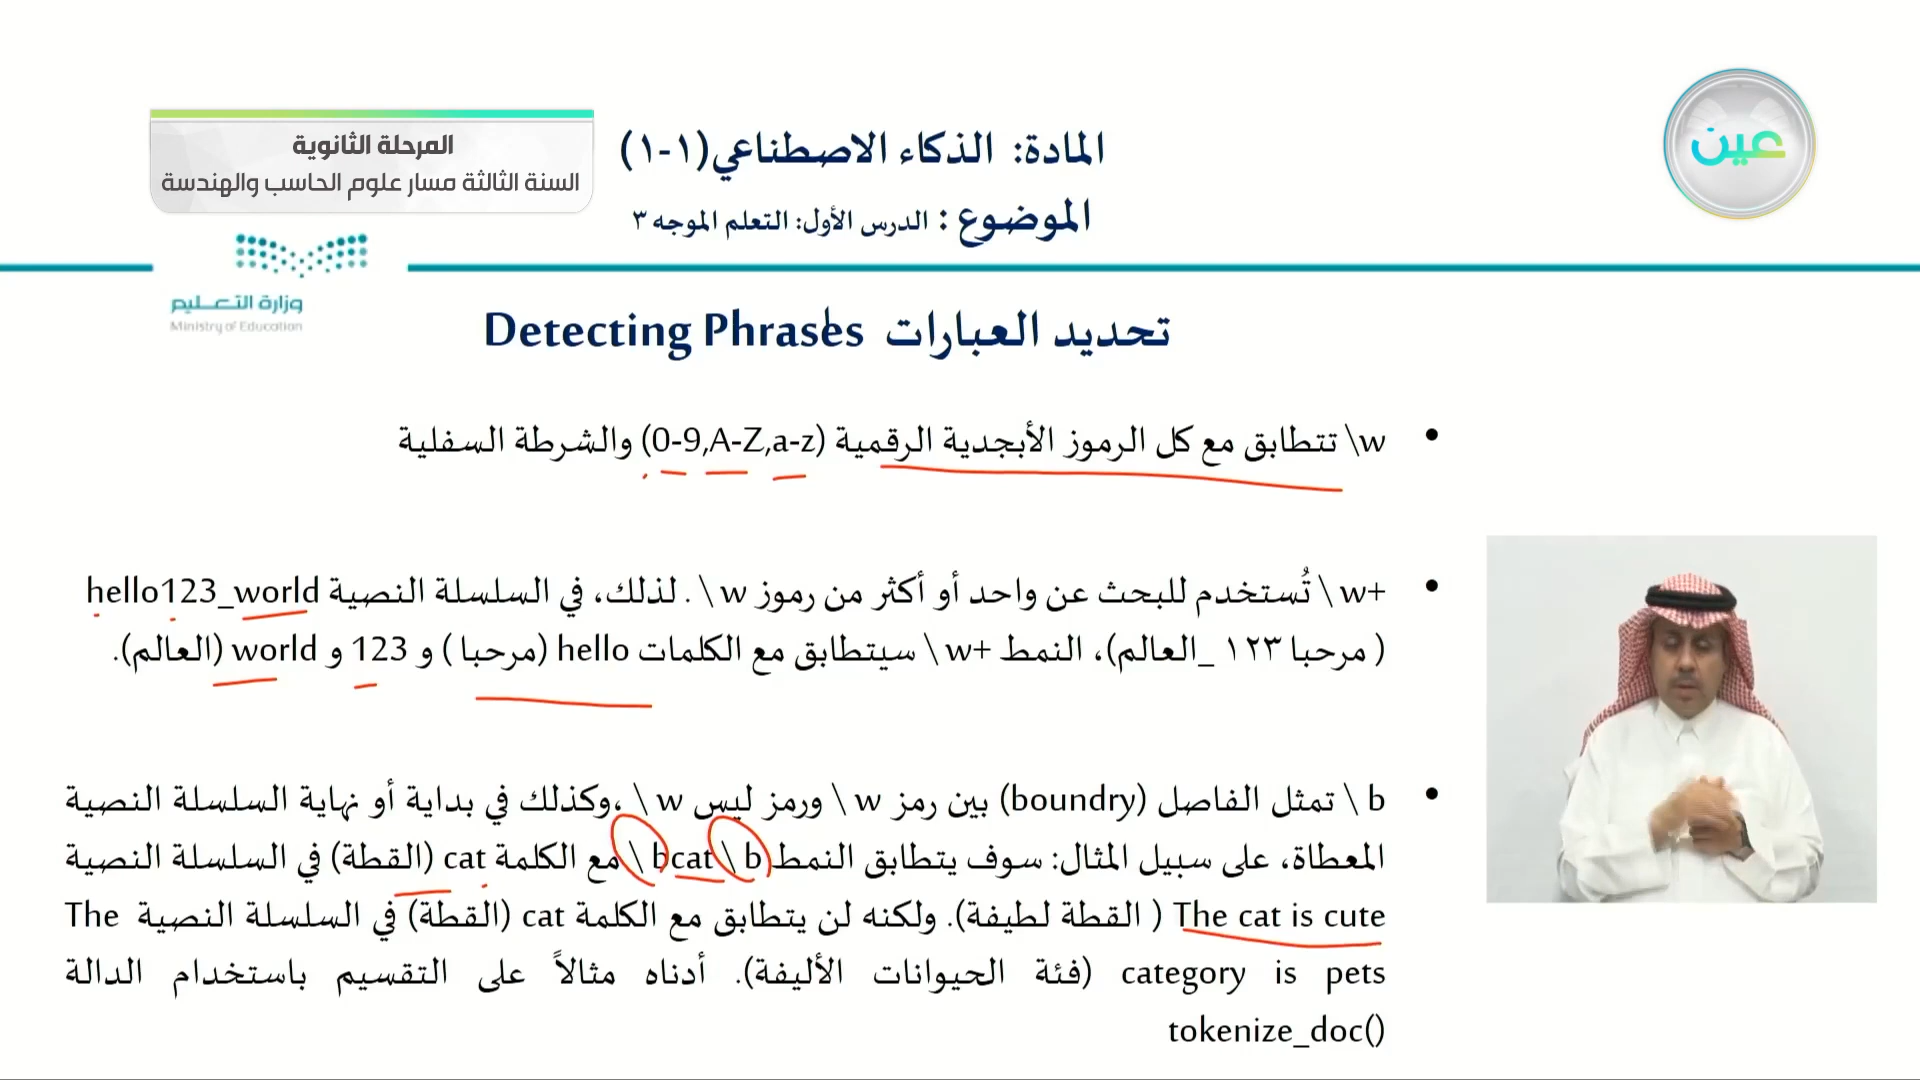 المرحلة الثانوية
السنة الثالثة مسار علوم الحاسب والهندسة
المادة: الذكاء الاصطناعي(١-١)
الموضوع : الدرس الأول: التعلم الموجه ٣
عين
وزارة التعليم
Ministry of Education
تحديد العبارات Detecting Phrases
• \w تتطابق مع كل الرموز الأبجدية الرقمية (a-z,A-Z,0-9) والشرطة السفلية
• \w+ تُستخدم للبحث عن واحد أو أكثر من رموز \w . لذلك، في السلسلة النصية hello123_world
( مرحبا ١٢٣ _العالم)، النمط \w+ سيتطابق مع الكلمات hello (مرحبا ) و 123 و world (العالم).
• \ b تمثل الفاصل (boundry) بين رمز \ w ورمز ليس \ w ،وكذلك في بداية أو نهاية السلسلة النصية
المعطاة، على سبيل المثال: سوف يتطابق النمط \ bcat\ b مع الكلمة cat (القطة) في السلسلة النصية
The cat is cute ( القطة لطيفة). ولكنه لن يتطابق مع الكلمة cat (القطة) في السلسلة النصية The
category is pets (فئة الحيوانات الأليفة). أدناه مثالاً على التقسيم باستخدام الدالة
tokenize_doc()